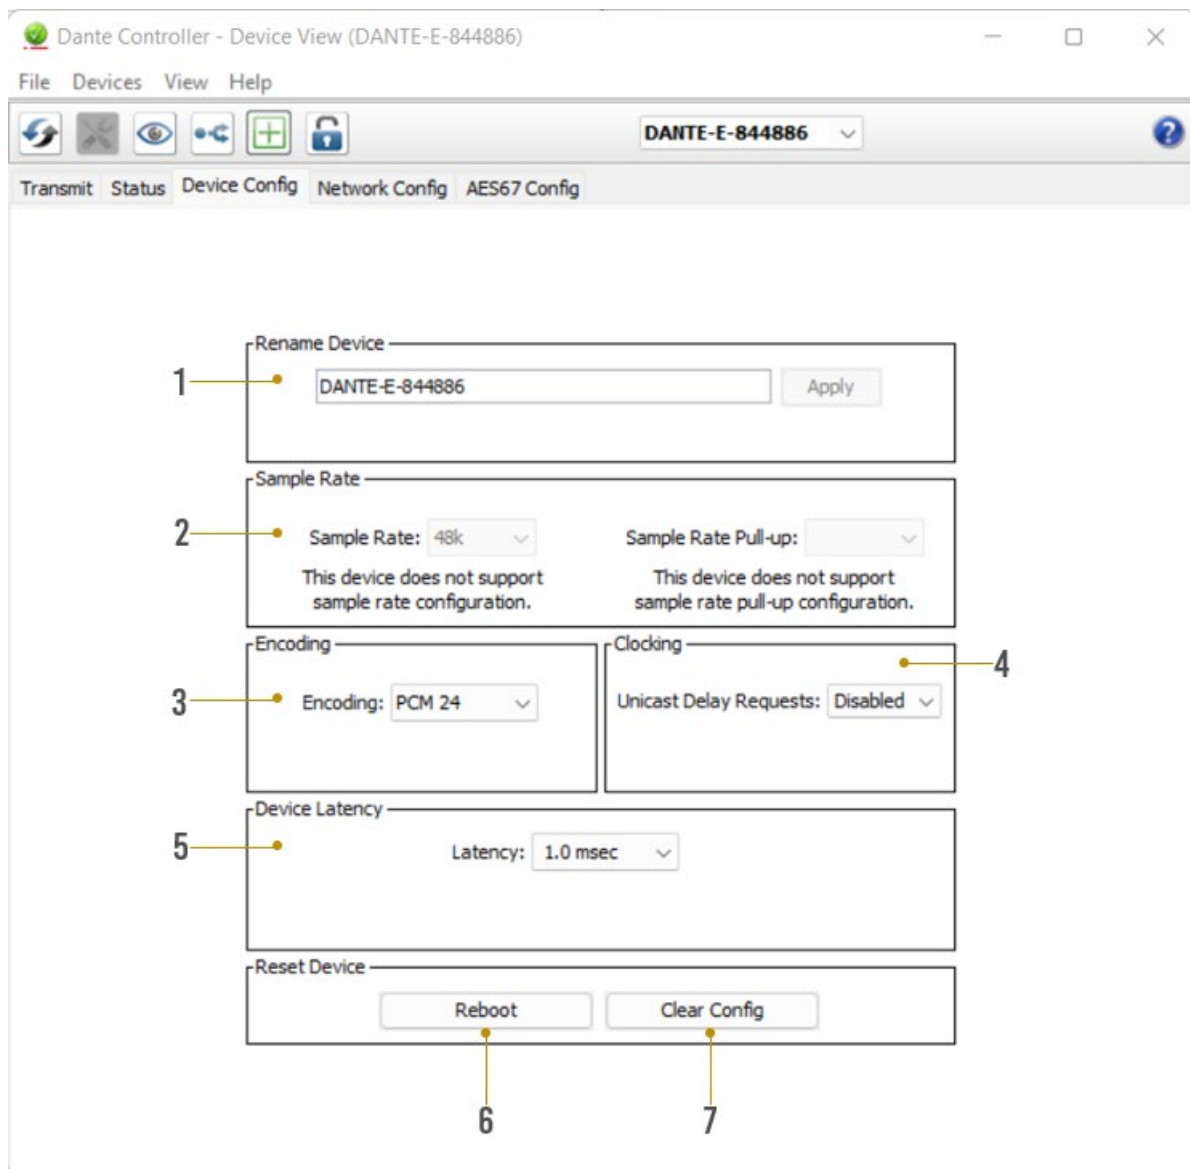 Dante Controller - Device View (DANTE-E-844886)
File Devices View Help
DANTE-E-844886
?
Transmit Status Device Config Network Config AES67 Config
Rename Device
1
DANTE-E-844886 Apply
Sample Rate
2
Sample Rate: 48k Sample Rate Pull-up:
This device does not support This device does not support
sample rate configuration. sample rate pull-up configuration.
Encoding Clocking
4
3
Encoding: PCM 24 Unicast Delay Requests: Disabled
Device Latency
5
Latency: 1.0 msec
Reset Device
Reboot Clear Config
6 7